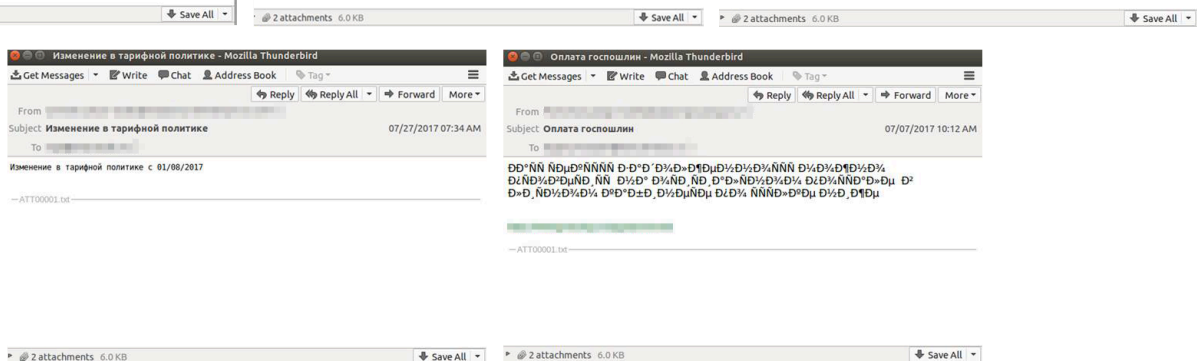 Save All
2 attachments 6.0 KB Save All
2 attachments 6.0 KB Save All
Изменение в тарифной политике - Mozilla Thunderbird
Get Messages Write Chat Address Book Tag
Reply Reply All Forward More
From
Subject Изменение в тарифной политике 07/27/2017 07:34 AM
To
Изменение в тарифной политике с 01/08/2017
ATT00001.txt
2 attachments 6.0 KB Save All
Оплата госпошлин - Mozilla Thunderbird
Get Messages Write Chat Address Book Tag
Reply Reply All Forward More
From
Subject Оплата госпошлин 07/07/2017 10:12 AM
To
ATT00001.txt
2 attachments 6.0 KB Save All